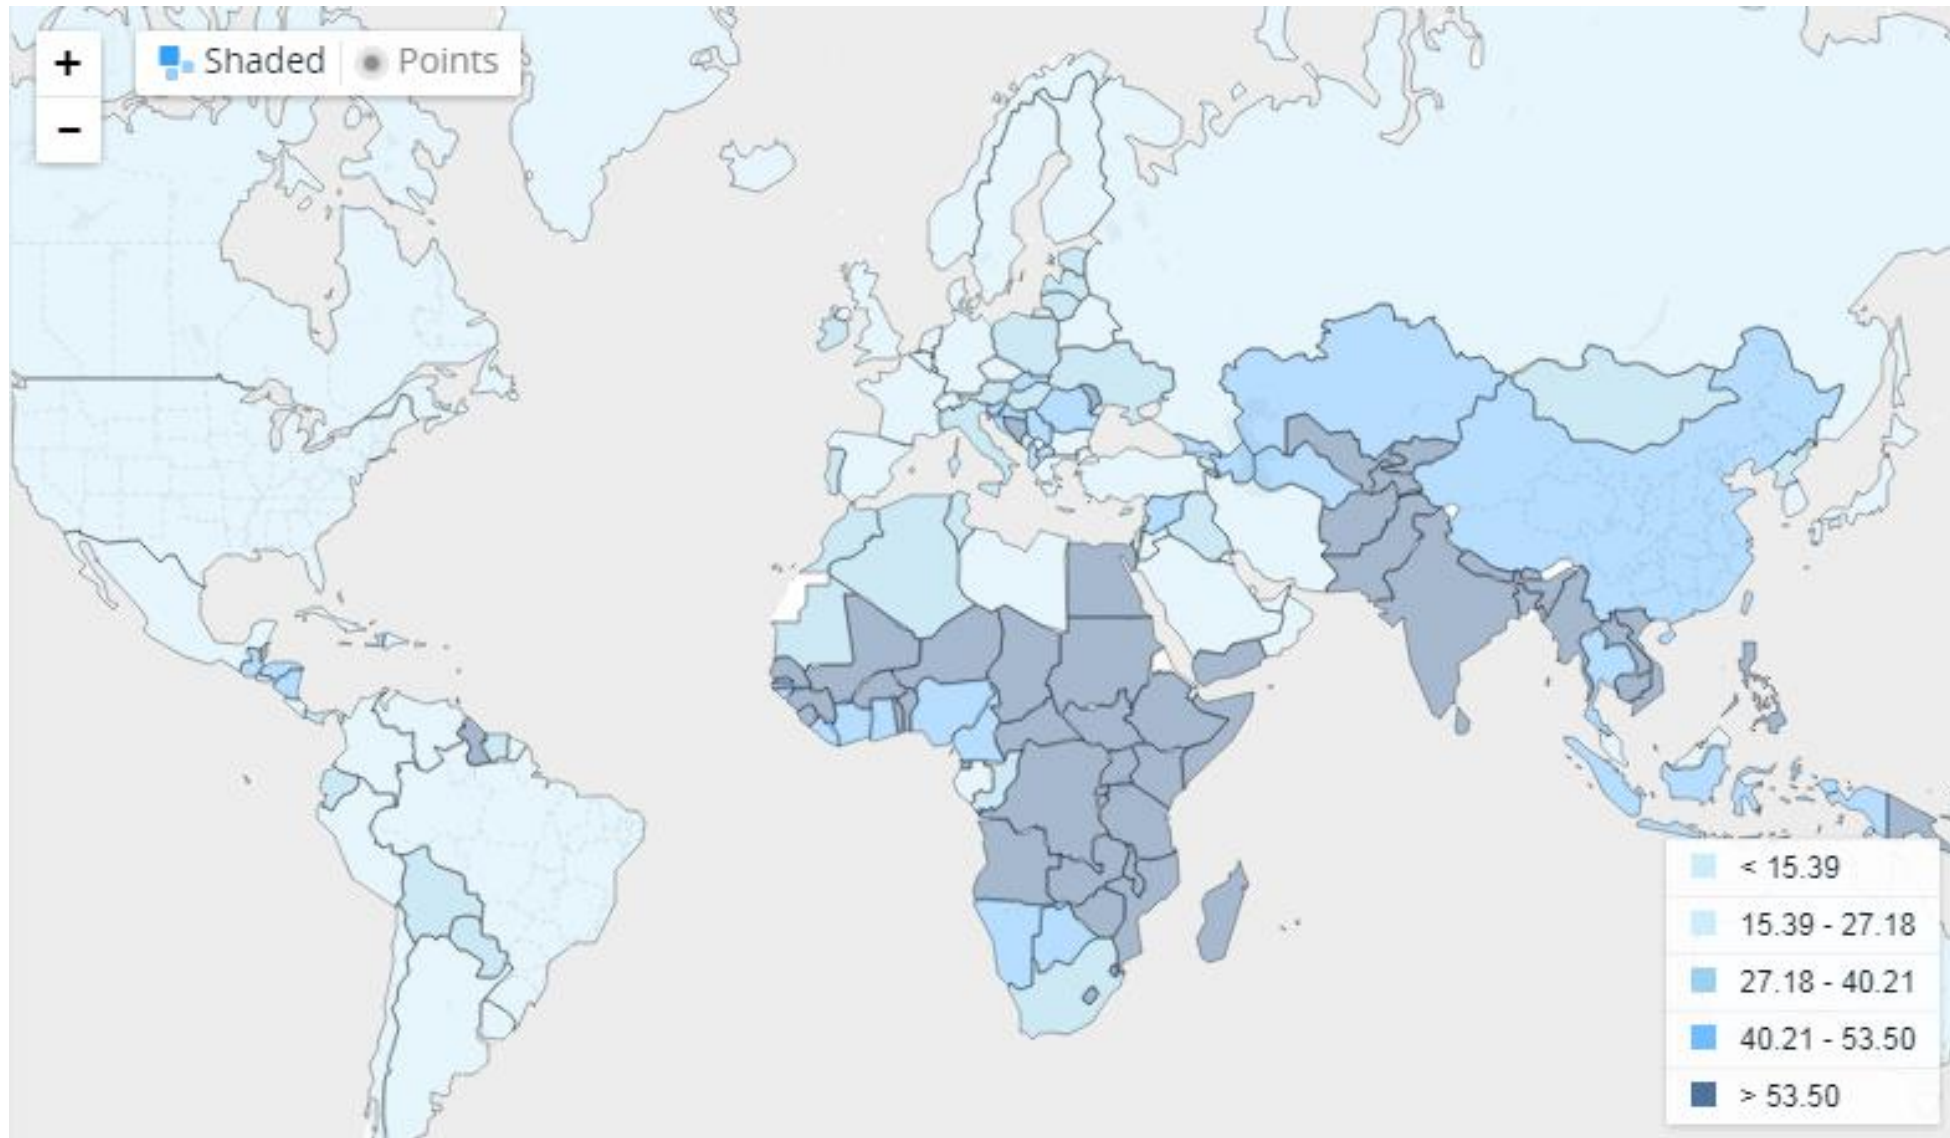 +
Shaded Points
−
< 15.39
15.39 - 27.18
27.18 - 40.21
40.21 - 53.50
> 53.50